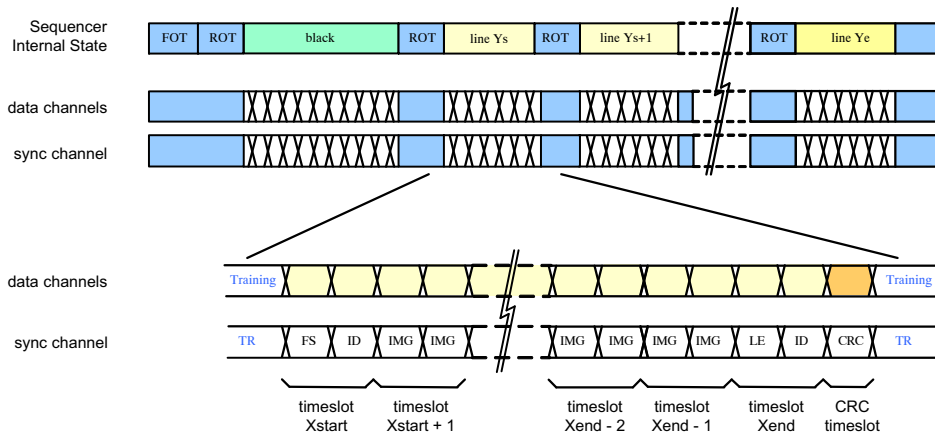 Sequencer
Internal State
FOT ROT black ROT line Ys ROT line Ys+1 ROT line Ye
data channels
sync channel
data channels
Training Training
sync channel
TR FS ID IMG IMG IMG IMG IMG IMG LE ID CRC TR
timeslot timeslot timeslot timeslot timeslot CRC
Xstart Xstart + 1 Xend - 2 Xend - 1 Xend timeslot